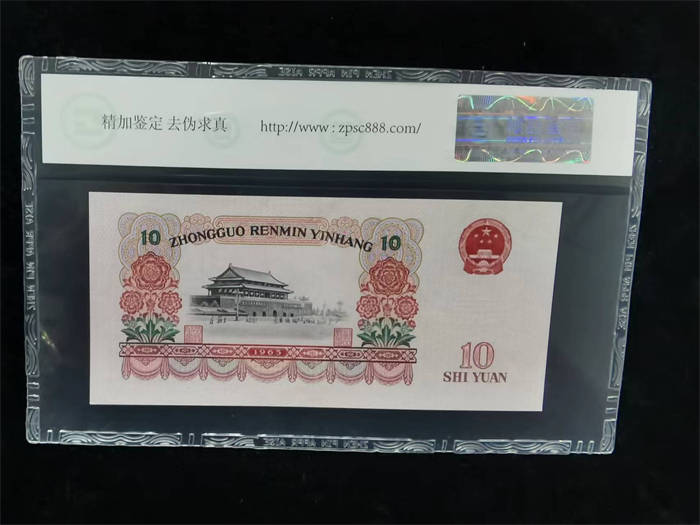 精加鉴定 去伪求真
http://www:zpsc888.com/
ZHONGGUO RENMIN YINHANG
10
10
1965
10
SHI YUAN